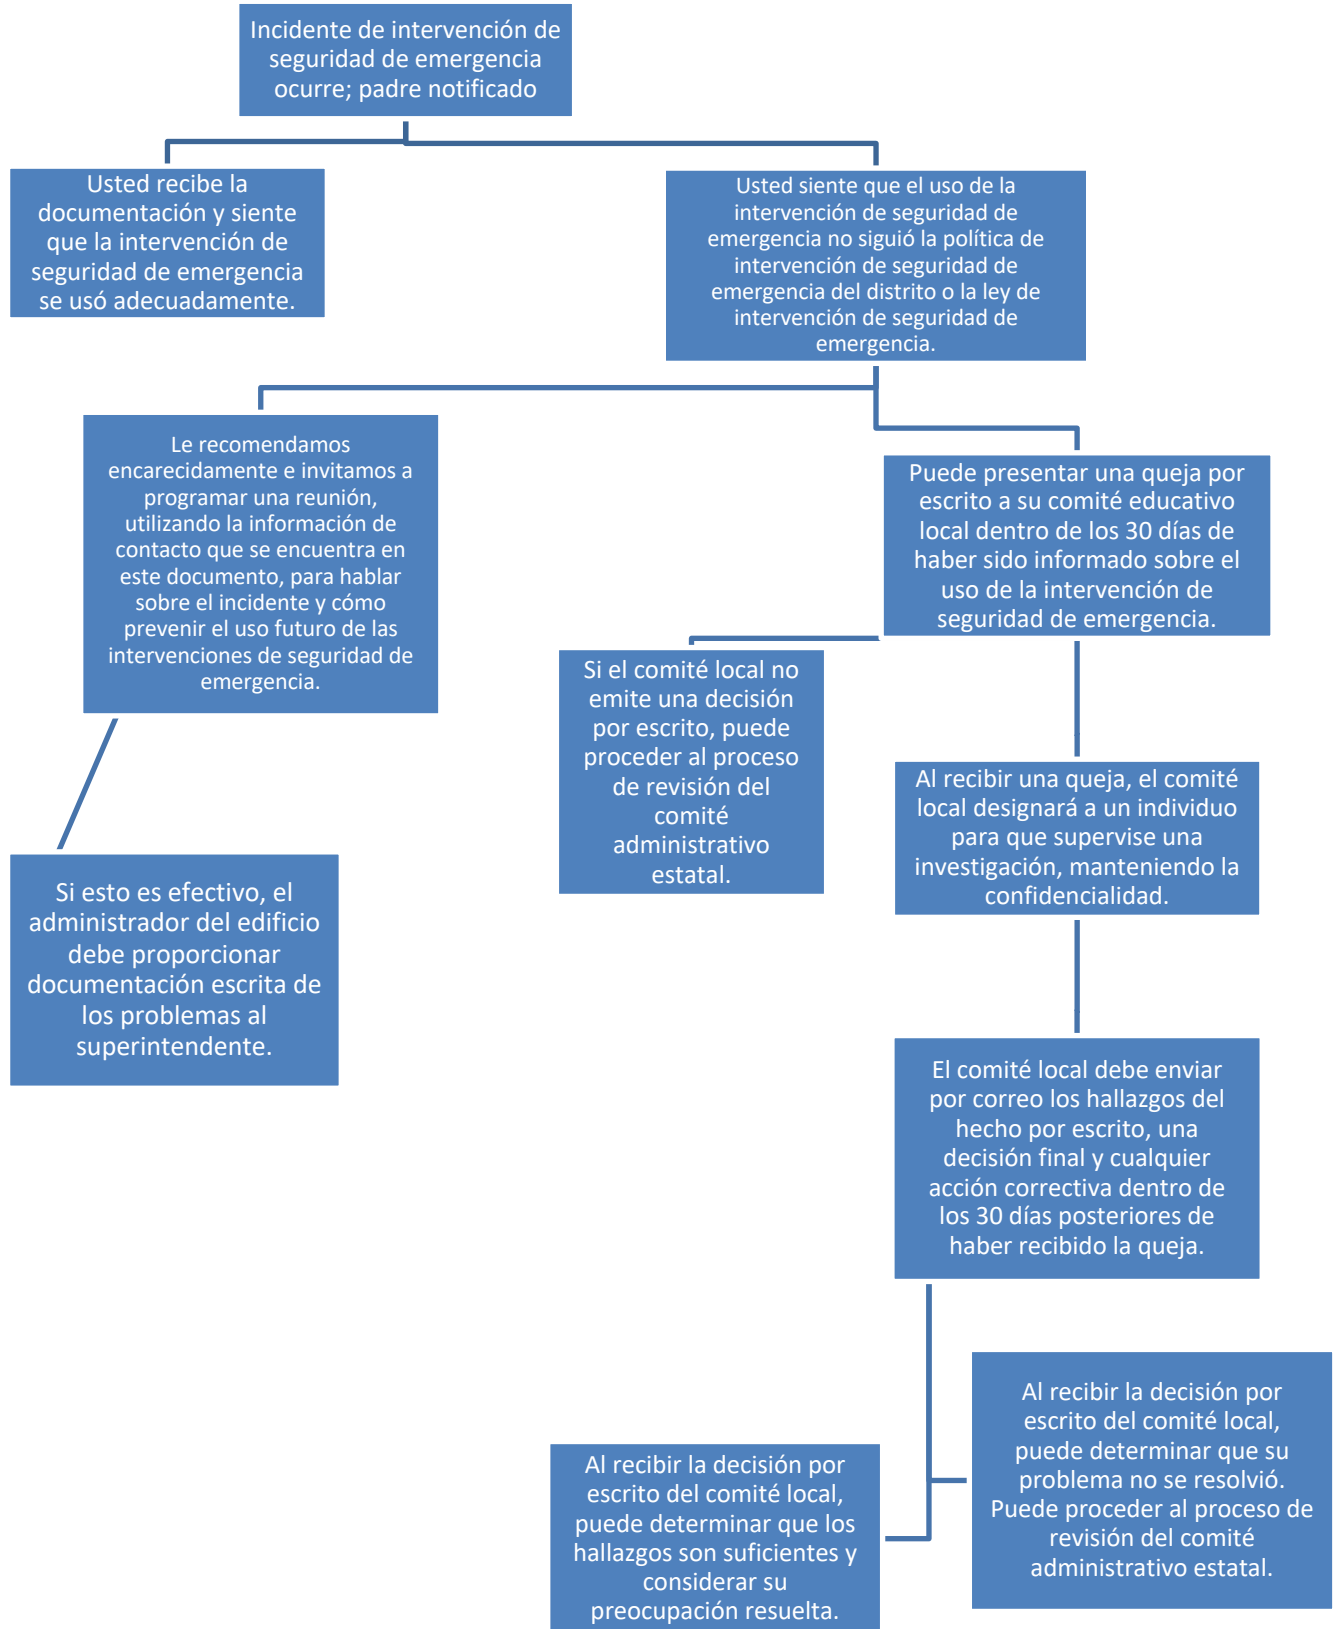 Incidente de intervención de
seguridad de emergencia
ocurre; padre notificado
Usted recibe la
documentación y siente
que la intervención de
seguridad de emergencia
se usó adecuadamente.
Usted siente que el uso de la
intervención de seguridad de
emergencia no siguió la política de
intervención de seguridad de
emergencia del distrito o la ley de
intervención de seguridad de
emergencia.
Le recomendamos
encarecidamente e invitamos a
programar una reunión,
utilizando la información de
contacto que se encuentra en
este documento, para hablar
sobre el incidente y cómo
prevenir el uso futuro de las
intervenciones de seguridad de
emergencia.
Puede presentar una queja por
escrito a su comité educativo
local dentro de los 30 días de
haber sido informado sobre el
uso de la intervención de
seguridad de emergencia.
Si el comité local no
emite una decisión
por escrito, puede
proceder al proceso
de revisión del
comité
administrativo
estatal.
Al recibir una queja, el comité
local designará a un individuo
para que supervise una
investigación, manteniendo la
confidencialidad.
Si esto es efectivo, el
administrador del edificio
debe proporcionar
documentación escrita de
los problemas al
superintendente.
El comité local debe enviar
por correo los hallazgos del
hecho por escrito, una
decisión final y cualquier
acción correctiva dentro de
los 30 días posteriores de
haber recibido la queja.
Al recibir la decisión por
escrito del comité local,
puede determinar que su
problema no se resolvió.
Puede proceder al proceso de
revisión del comité
administrativo estatal.
Al recibir la decisión por
escrito del comité local,
puede determinar que los
hallazgos son suficientes y
considerar su
preocupación resuelta.